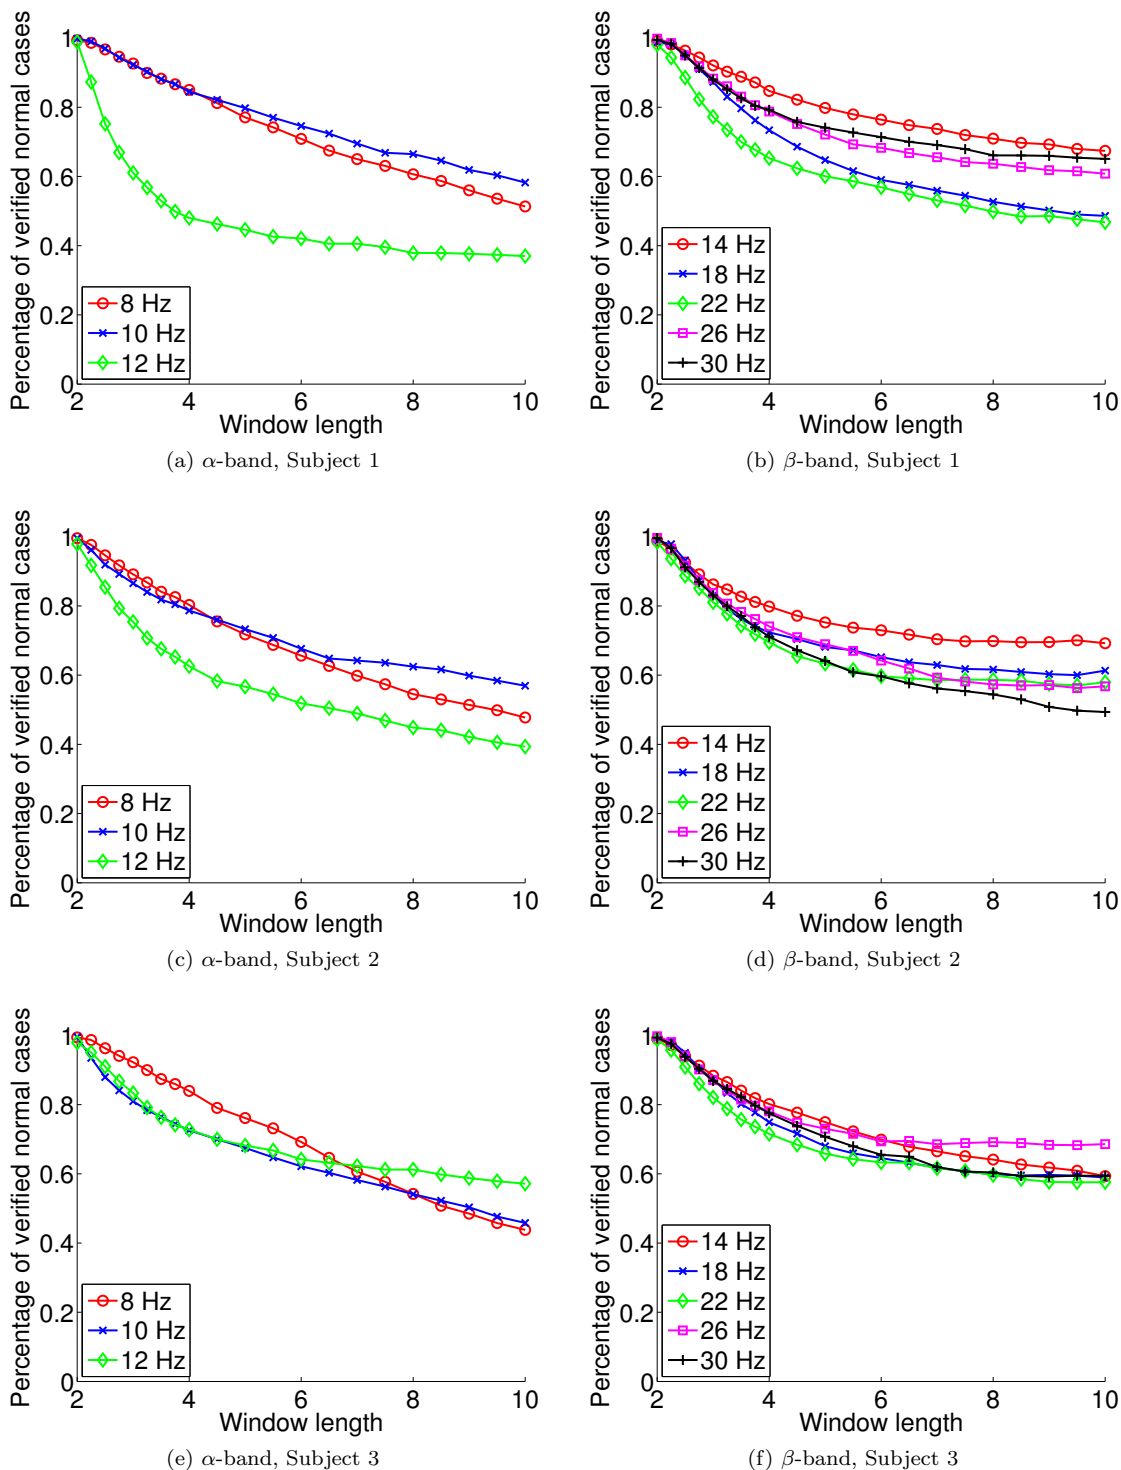 Percentage of verified normal cases
1
0.8
0.6
0.4
0.2
0
2 4 6 8 10
Window length
8 Hz
10 Hz
12 Hz
(a) α-band, Subject 1
Percentage of verified normal cases
1
0.8
0.6
0.4
0.2
0
2 4 6 8 10
Window length
14 Hz
18 Hz
22 Hz
26 Hz
30 Hz
(b) β-band, Subject 1
Percentage of verified normal cases
1
0.8
0.6
0.4
0.2
0
2 4 6 8 10
Window length
8 Hz
10 Hz
12 Hz
(c) α-band, Subject 2
Percentage of verified normal cases
1
0.8
0.6
0.4
0.2
0
2 4 6 8 10
Window length
14 Hz
18 Hz
22 Hz
26 Hz
30 Hz
(d) β-band, Subject 2
Percentage of verified normal cases
1
0.8
0.6
0.4
0.2
0
2 4 6 8 10
Window length
8 Hz
10 Hz
12 Hz
(e) α-band, Subject 3
Percentage of verified normal cases
1
0.8
0.6
0.4
0.2
0
2 4 6 8 10
Window length
14 Hz
18 Hz
22 Hz
26 Hz
30 Hz
(f) β-band, Subject 3